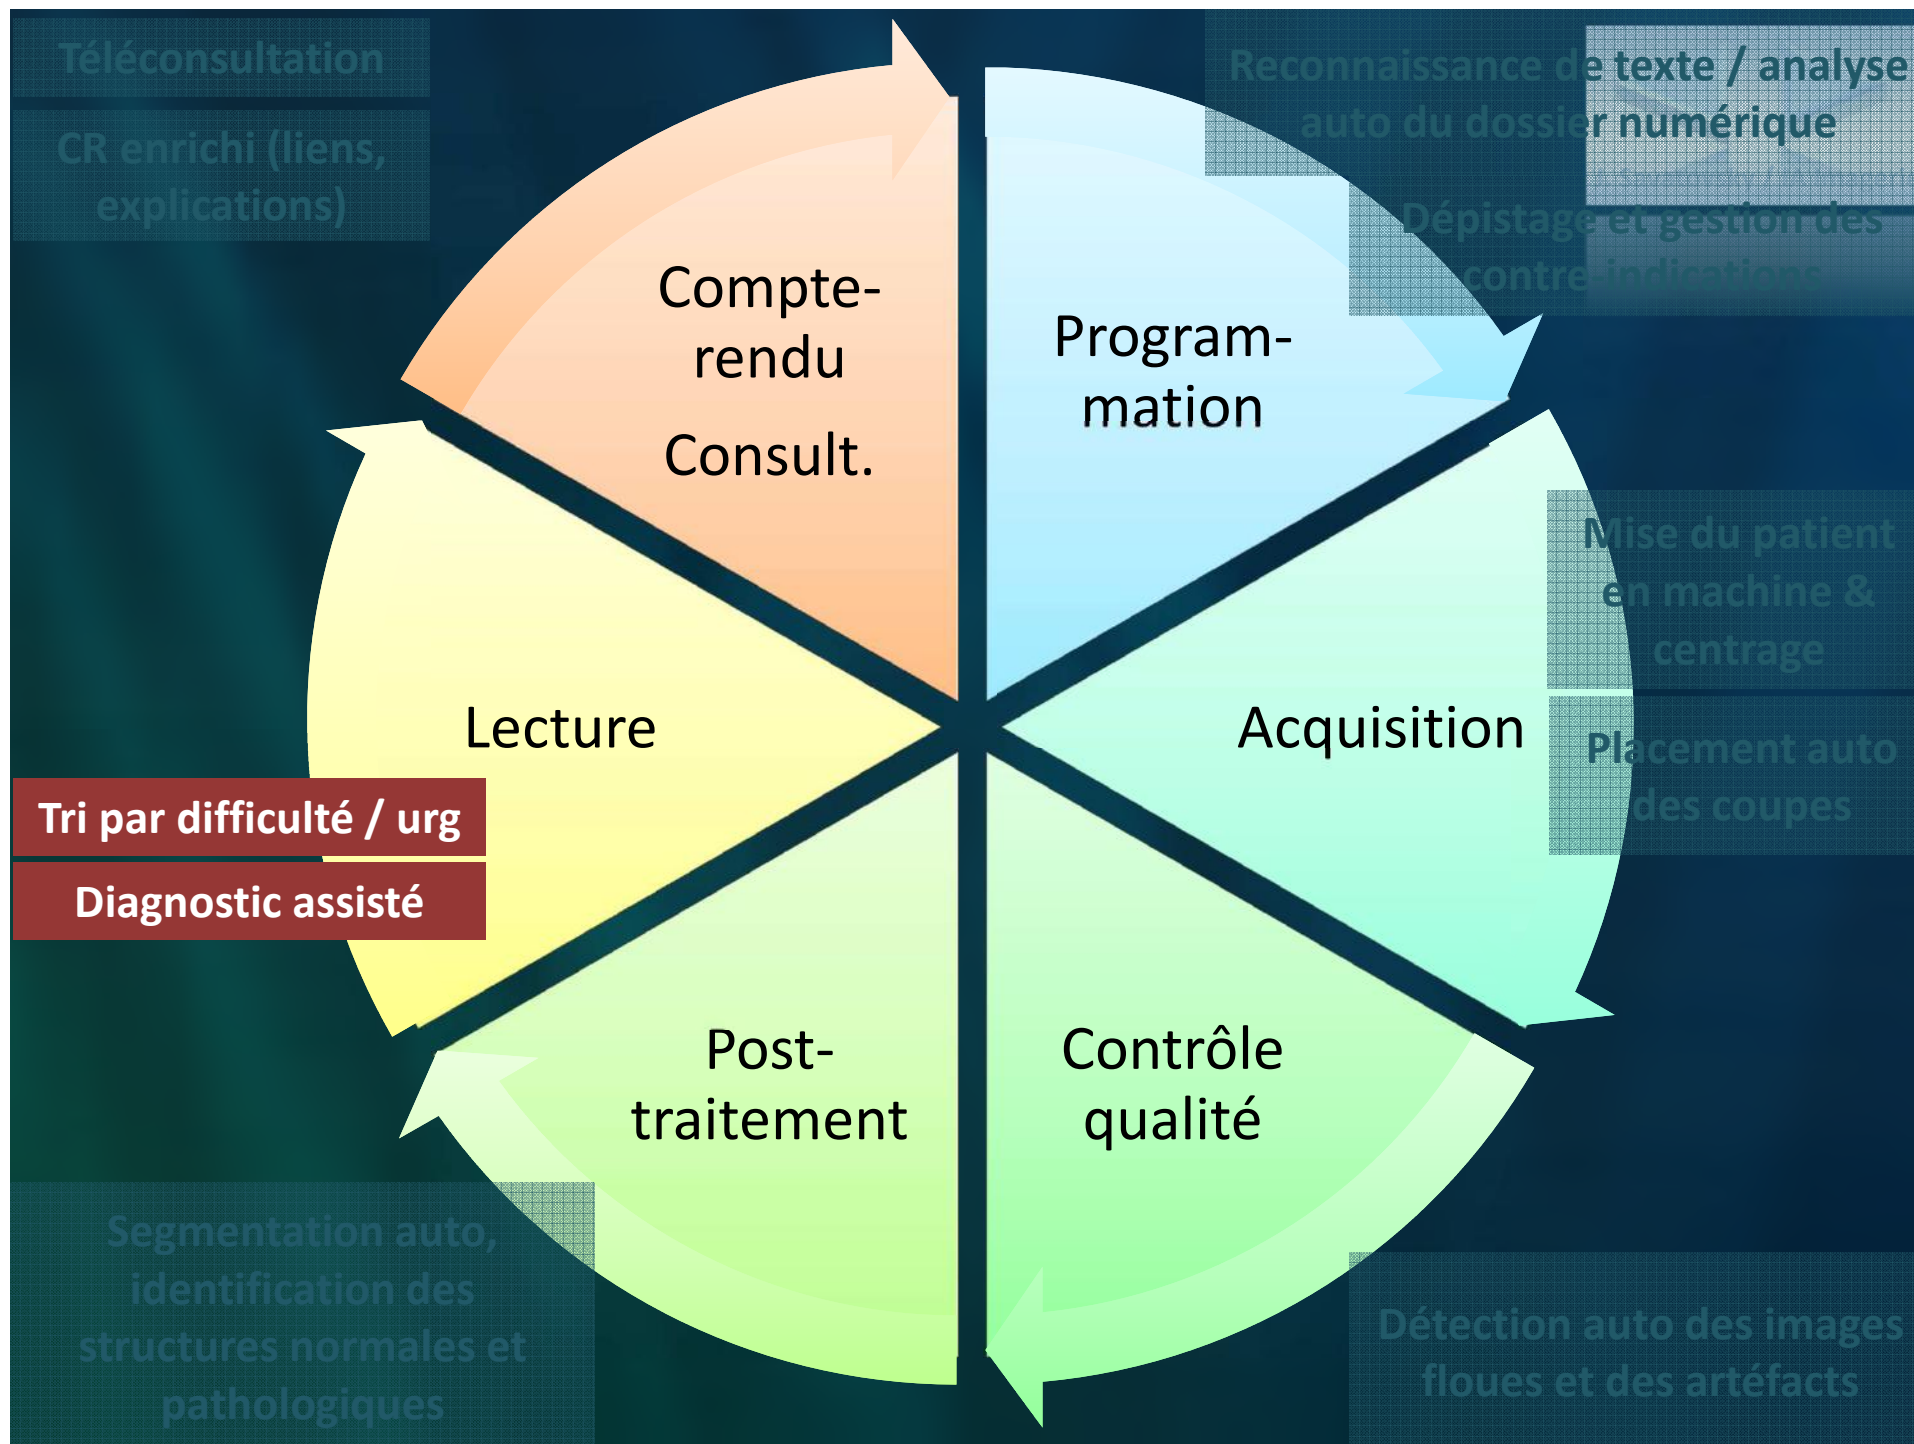 Téléconsultation
CR enrichi (liens,
explications)
Reconnaissance de texte / analyse
auto du dossier numérique
Dépistage et gestion des
contre-indications
Compte-
rendu
Consult.
Program-
mation
Mise du patient
en machine &
centrage
Lecture
Acquisition
Placement auto
des coupes
Tri par difficulté / urg
Diagnostic assisté
Post-
traitement
Contrôle
qualité
Segmentation auto,
identification des
structures normales et
pathologiques
Détection auto des images
floues et des artéfacts